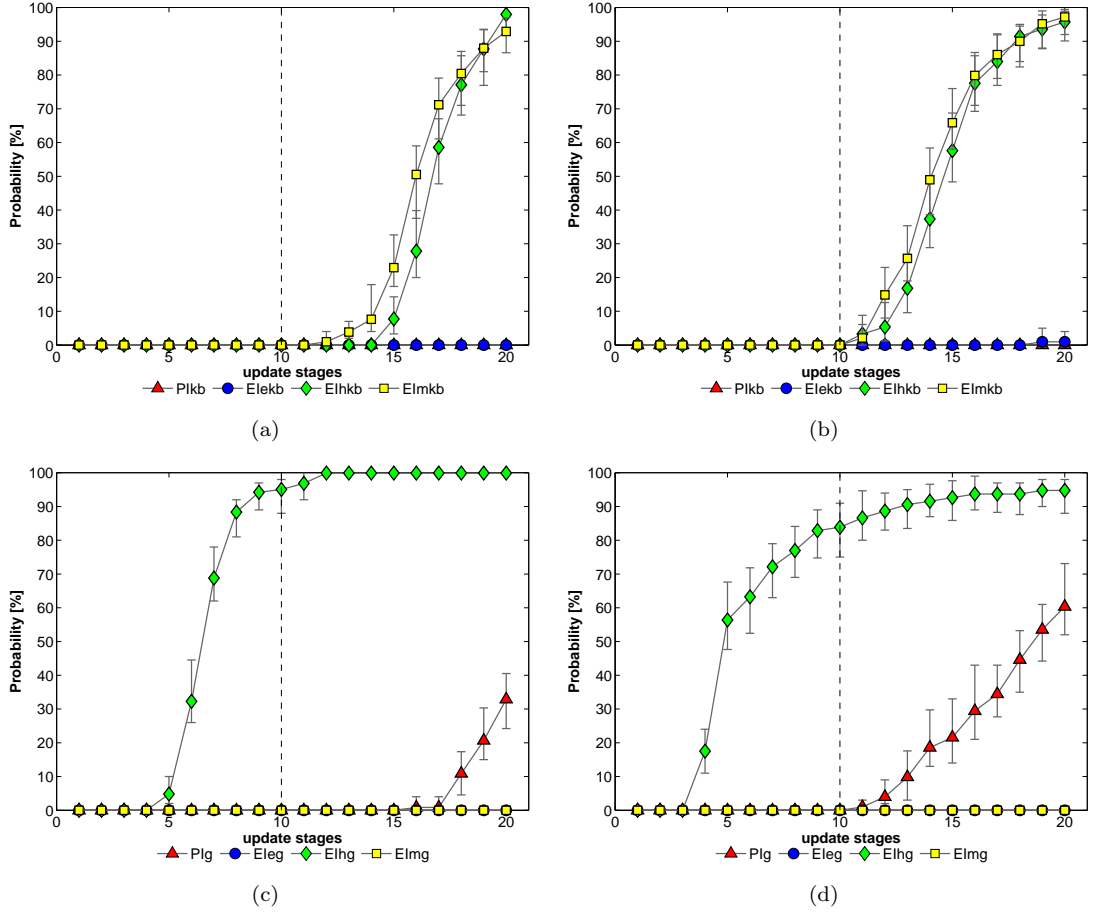 100
90
80
70
60
50
40
30
20
10
0
Probability [%]
0 5 10 15 20
update stages
PIkb EIekb EIhkb EImkb
(a)
100
90
80
70
60
50
40
30
20
10
0
Probability [%]
0 5 10 15 20
update stages
PIkb EIekb EIhkb EImkb
(b)
100
90
80
70
60
50
40
30
20
10
0
Probability [%]
0 5 10 15 20
update stages
PIg EIeg EIhg EImg
(c)
100
90
80
70
60
50
40
30
20
10
0
Probability [%]
0 5 10 15 20
update stages
PIg EIeg EIhg EImg
(d)